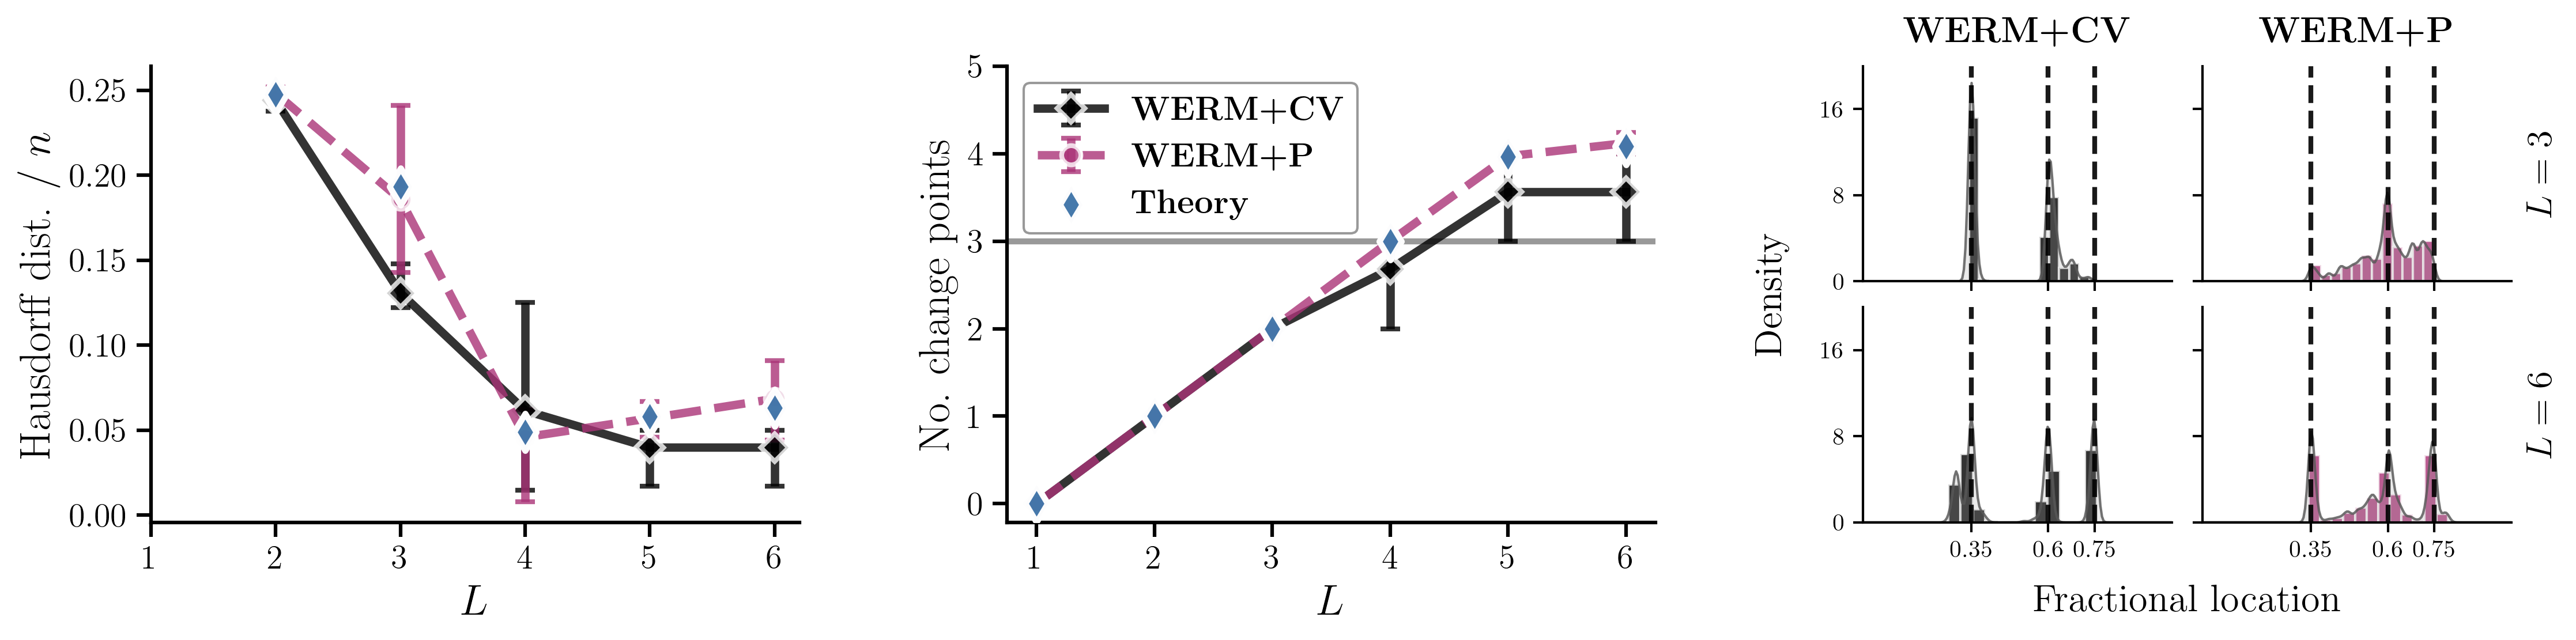 Hausdorff dist. / n
0.25
0.20
0.15
0.10
0.05
0.00
1 2 3 4 5 6
L
No. change points
5
4
3
2
1
0
WERM+CV
WERM+P
Theory
1 2 3 4 5 6
L
WERM+CV WERM+P
Density
16
8
0
L = 3
16
8
0
L = 6
0.35 0.6 0.75 0.35 0.6 0.75
Fractional location